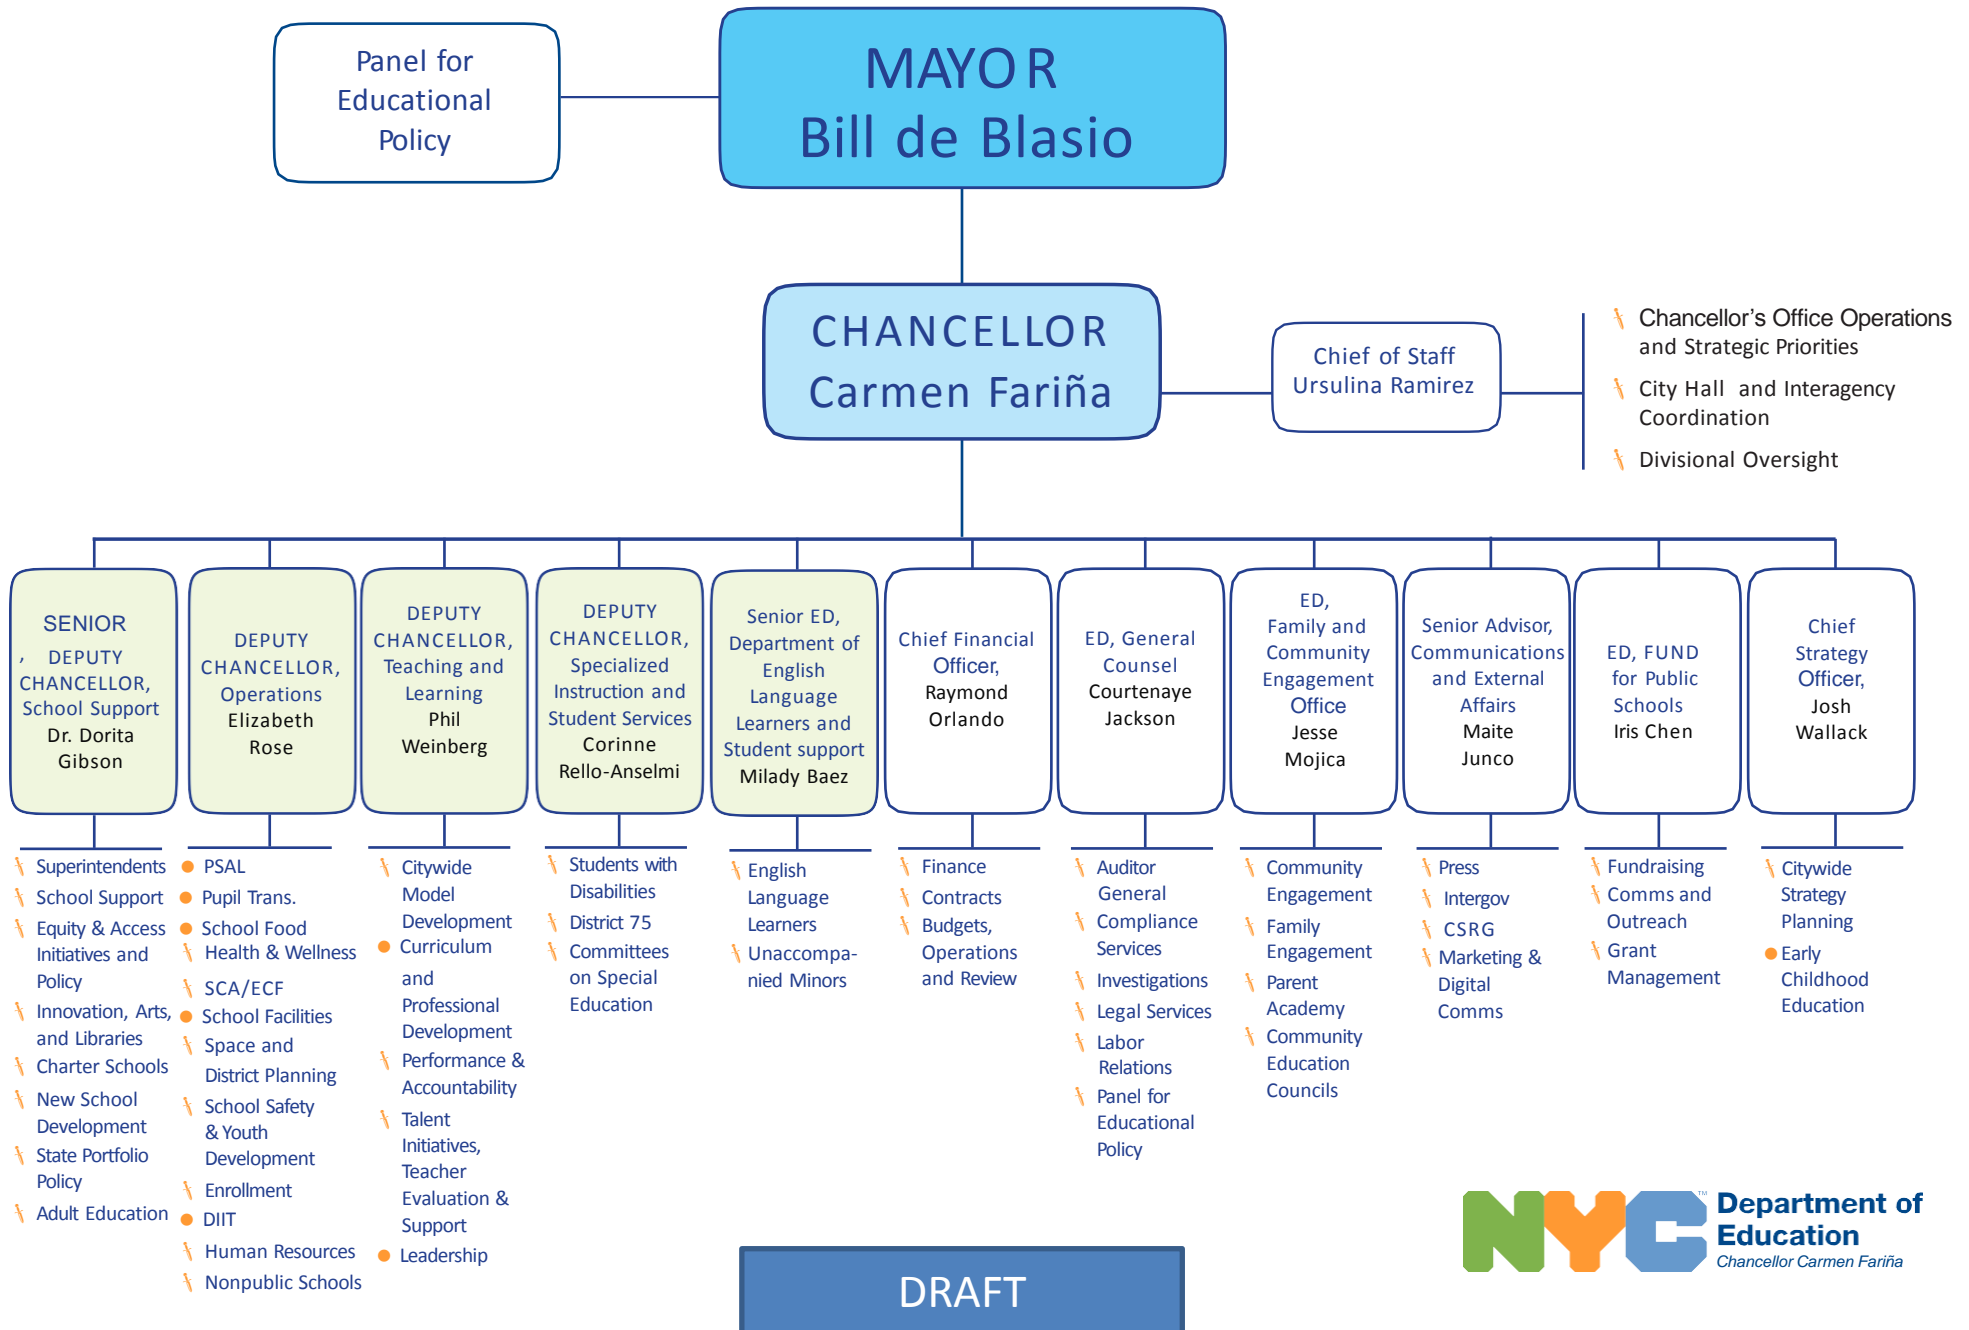 Panel for
Educational
Policy
MAYOR
Bill de Blasio
CHANCELLOR
Carmen Fariña
Chief of Staff
Ursulina Ramirez
Chancellor’s Office Operations
and Strategic Priorities
City Hall and Interagency
Coordination
Divisional Oversight
SENIOR
, DEPUTY
CHANCELLOR,
School Support
Dr. Dorita
Gibson
DEPUTY
CHANCELLOR,
Operations
Elizabeth
Rose
DEPUTY
CHANCELLOR,
Teaching and
Learning
Phil
Weinberg
DEPUTY
CHANCELLOR,
Specialized
Instruction and
Student Services
Corinne
Rello-Anselmi
Senior ED,
Department of
English
Language
Learners and
Student support
Milady Baez
Chief Financial
Officer,
Raymond
Orlando
ED, General
Counsel
Courtenaye
Jackson
ED,
Family and
Community
Engagement
Office
Jesse
Mojica
Senior Advisor,
Communications
and External
Affairs
Maite
Junco
ED, FUND
for Public
Schools
Iris Chen
Chief
Strategy
Officer,
Josh
Wallack
Superintendents
School Support
Equity & Access
Initiatives and
Policy
Innovation, Arts,
and Libraries
Charter Schools
New School
Development
State Portfolio
Policy
Adult Education
PSAL
Pupil Trans.
School Food
Health & Wellness
SCA/ECF
School Facilities
Space and
District Planning
School Safety
& Youth
Development
Enrollment
DIIT
Human Resources
Nonpublic Schools
Citywide
Model
Development
Curriculum
and
Professional
Development
Performance &
Accountability
Talent
Initiatives,
Teacher
Evaluation &
Support
Leadership
Students with
Disabilities
District 75
Committees
on Special
Education
English
Language
Learners
Unaccompa-
nied Minors
Finance
Contracts
Budgets,
Operations
and Review
Auditor
General
Compliance
Services
Investigations
Legal Services
Labor
Relations
Panel for
Educational
Policy
Community
Engagement
Family
Engagement
Parent
Academy
Community
Education
Councils
Press
Intergov
CSRG
Marketing &
Digital
Comms
Fundraising
Comms and
Outreach
Grant
Management
Citywide
Strategy
Planning
Early
Childhood
Education
DRAFT
NYC™
Department of
Education
Chancellor Carmen Fariña